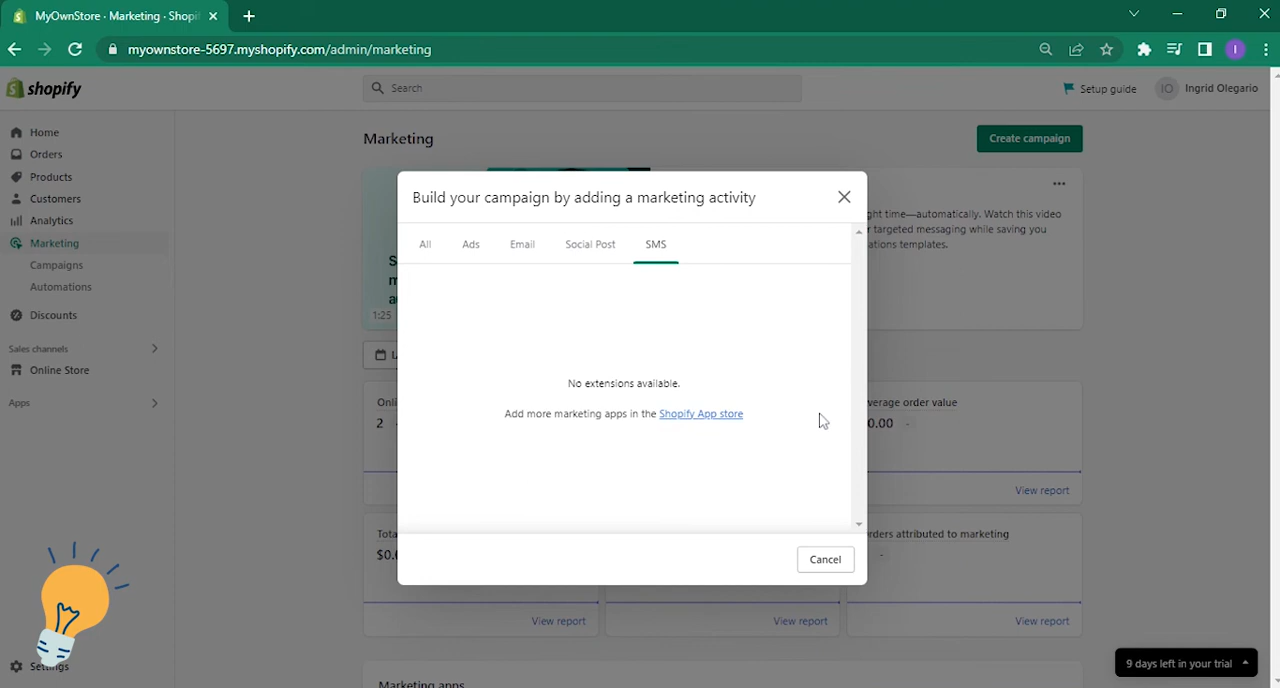 MyOwnStore · Marketing · Shopi
myownstore-5697.myshopify.com/admin/marketing
I
shopify
Search
Setup guide
IO
Ingrid Olegario
Home
Orders
Products
Customers
Analytics
Marketing
Campaigns
Automations
Discounts
Sales channels
Online Store
Apps
Settings
Marketing
Create campaign
1:25
ght time—automatically. Watch this video
r targeted messaging while saving you
ations templates.
Build your campaign by adding a marketing activity
All
Ads
Email
Social Post
SMS
No extensions available.
Add more marketing apps in the Shopify App store
Cancel
2 -
verage order value
0.00 -
View report
rders attributed to marketing
-
View report
View report
View report
Marketing apps
9 days left in your trial